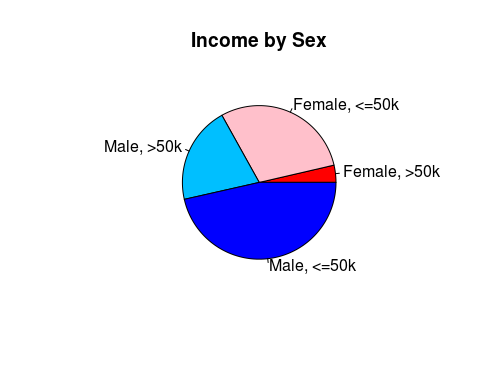 Income by Sex
Female, <=50k
Male, >50k
Female, >50k
Male, <=50k